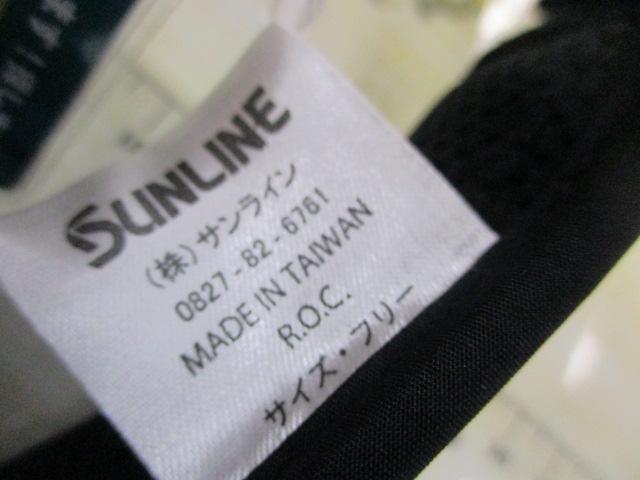 SUNLINE
(株)サンライン
0827-82-6761
MADE IN TAIWAN
R.O.C.
サイズ・フリー